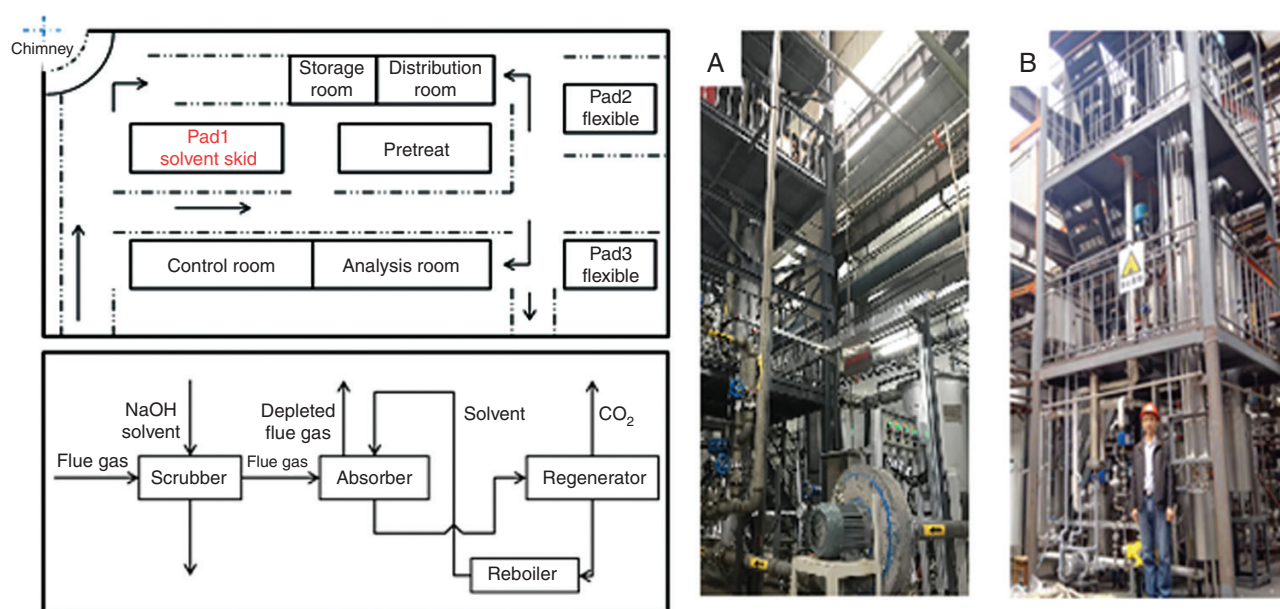 Chimney
Storage
room
Distribution
room
Pad2
flexible
Pad1
solvent skid
Pretreat
Control room
Analysis room
Pad3
flexible
NaOH
solvent
Depleted
flue gas
Solvent
CO₂
Flue gas
Scrubber
Flue gas
Absorber
Regenerator
Reboiler
A
B